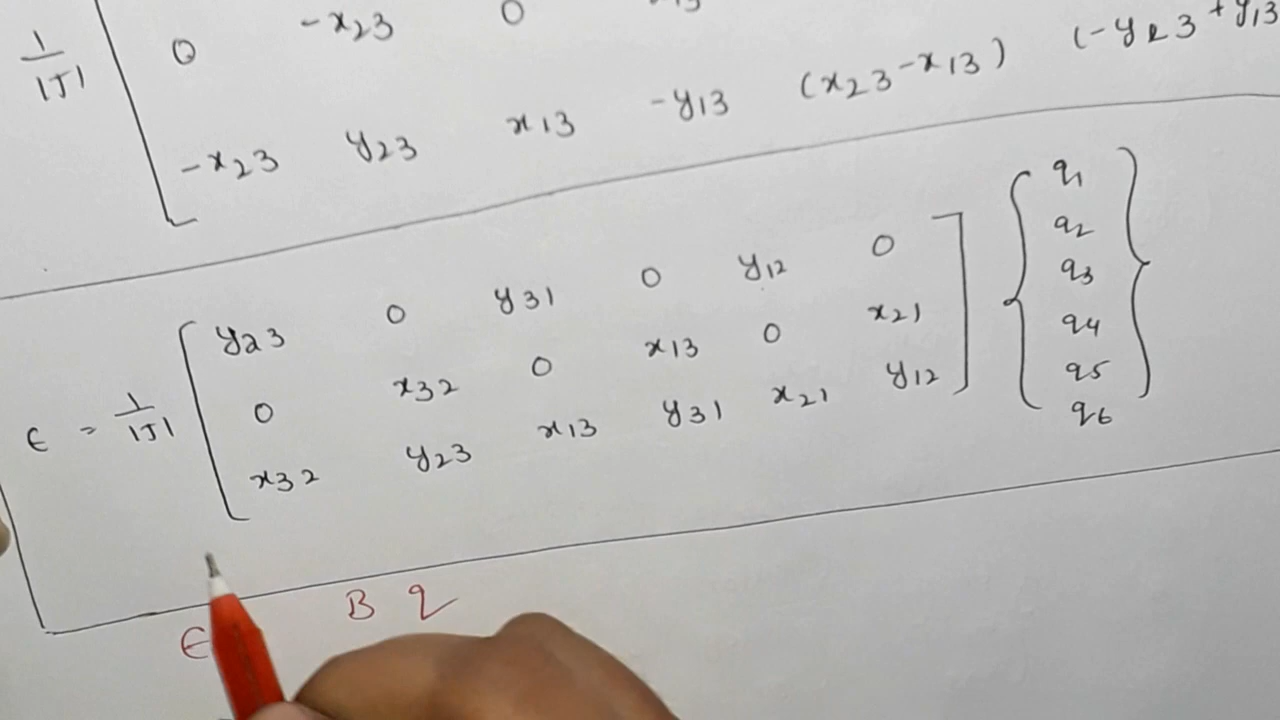 0 -x23 0
1/|J| -x23 y23 x13 -y13 (x23-x13) (-y23+y13
y23 0 y31 0 y12 0 q1
0 x32 0 x13 0 x21 q2
x32 y23 x13 y31 x21 y12 q3
ϵ = 1/|J| q4
q5
q6
ϵ B q